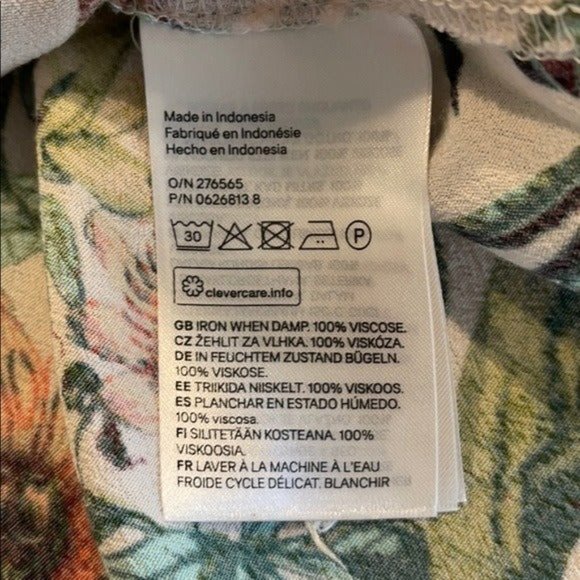 Made in Indonesia
Fabriqué en Indonésie
Hecho en Indonesia
O/N 276565
P/N 0626813 8
30 P
clevercare.info
GB IRON WHEN DAMP. 100% VISCOSE.
CZ ŽEHLIT ZA VLHKA. 100% VISKÓZA.
DE IN FEUCHTEM ZUSTAND BÜGELN.
100% VISKOSE.
EE TRIIKIDA NIISKELT. 100% VISKOOS.
ES PLANCHAR EN ESTADO HÚMEDO.
100% viscosa.
FI SILITETÄÄN KOSTEANA. 100%
VISKOOSIA.
FR LAVER À LA MACHINE À L'EAU
FROIDE CYCLE DÉLICAT. BLANCHIR